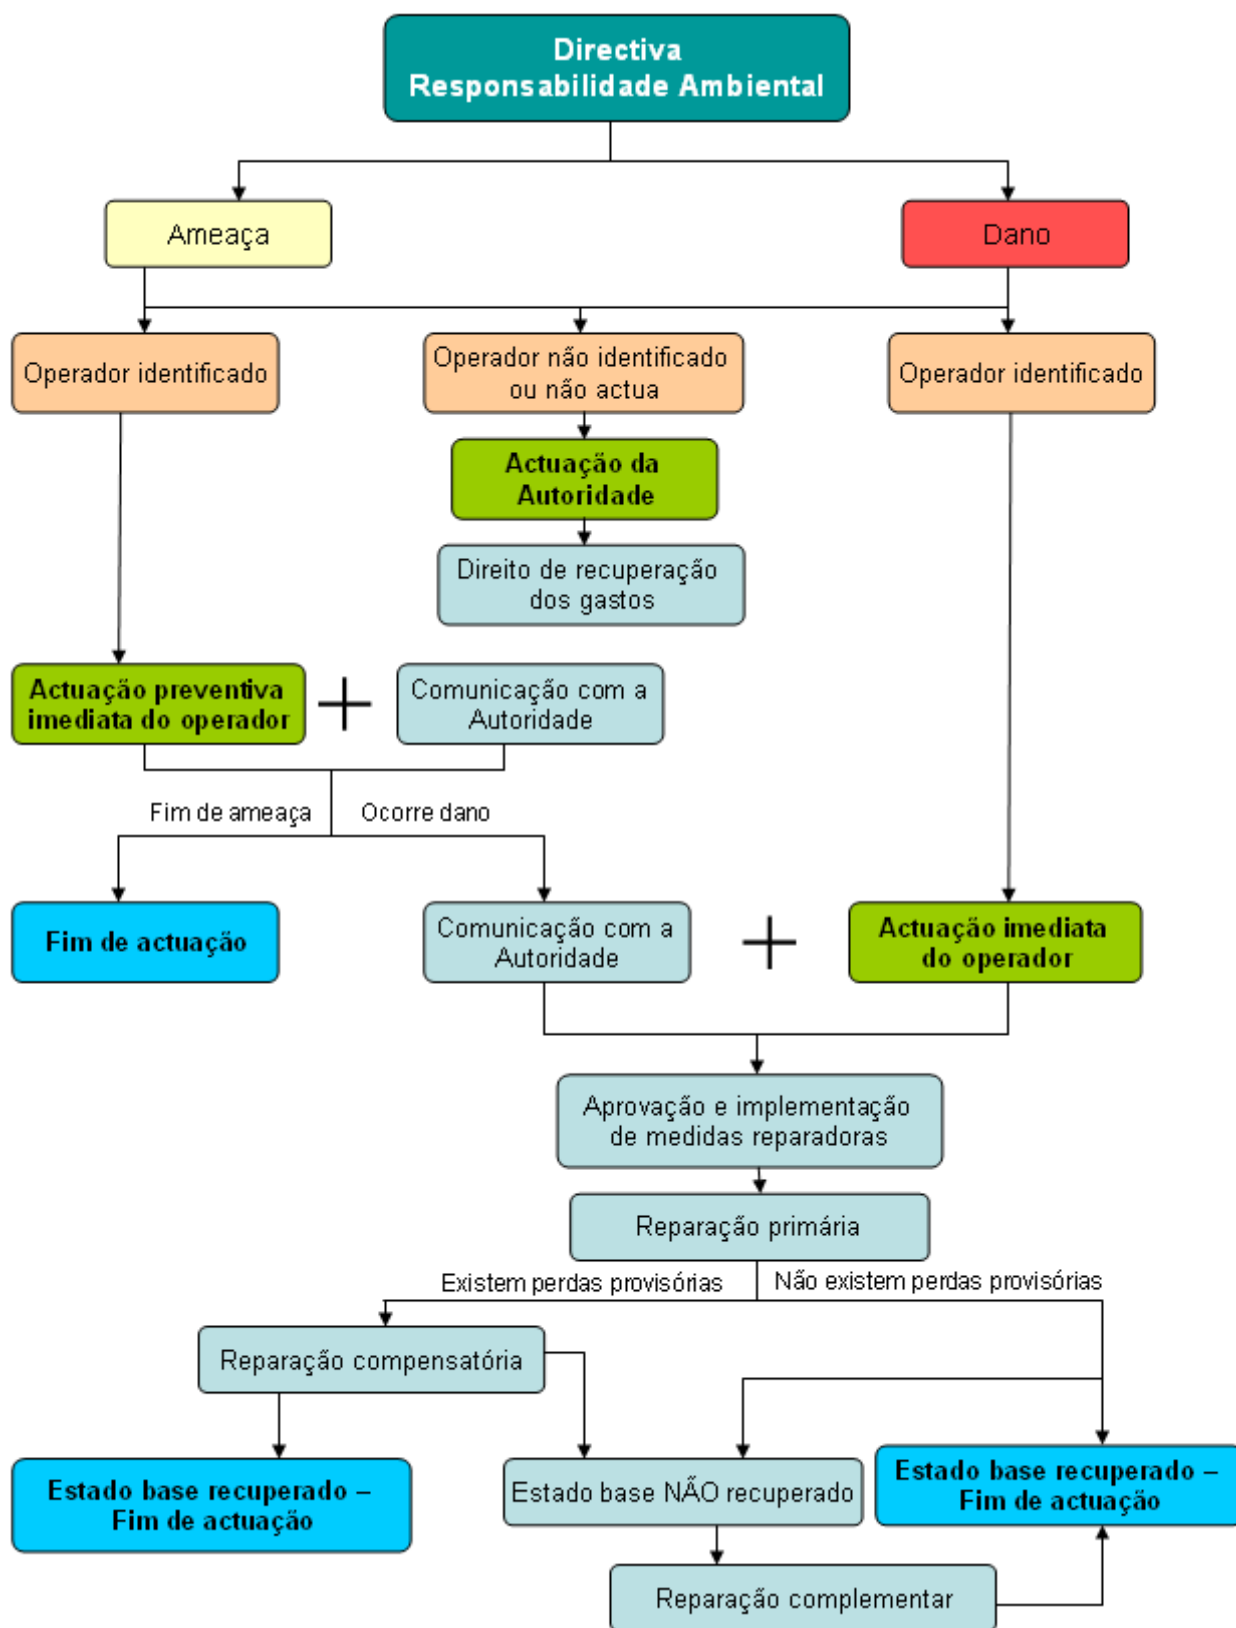 Directiva
Responsabilidade Ambiental
Ameaça
Dano
Operador identificado
Operador não identificado
ou não actua
Operador identificado
Actuação da
Autoridade
Direito de recuperação
dos gastos
Actuação preventiva
imediata do operador
Comunicação com a
Autoridade
Fim de ameaça
Ocorre dano
Fim de actuação
Comunicação com a
Autoridade
Actuação imediata
do operador
Aprovação e implementação
de medidas reparadoras
Reparação primária
Existem perdas provisórias
Não existem perdas provisórias
Reparação compensatória
Estado base recuperado –
Fim de actuação
Estado base NÃO recuperado
Estado base recuperado –
Fim de actuação
Reparação complementar